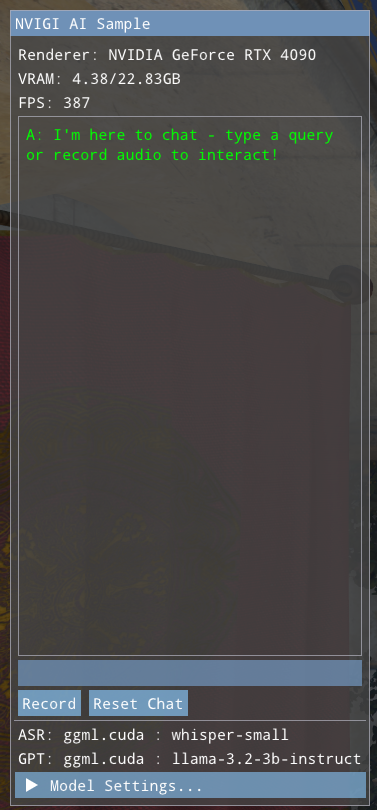 NVIGI AI Sample
Renderer: NVIDIA GeForce RTX 4090
VRAM: 4.38/22.83GB
FPS: 387
A: I'm here to chat - type a query
or record audio to interact!
Record Reset Chat
ASR: ggml.cuda : whisper-small
GPT: ggml.cuda : llama-3.2-3b-instruct
Model Settings...